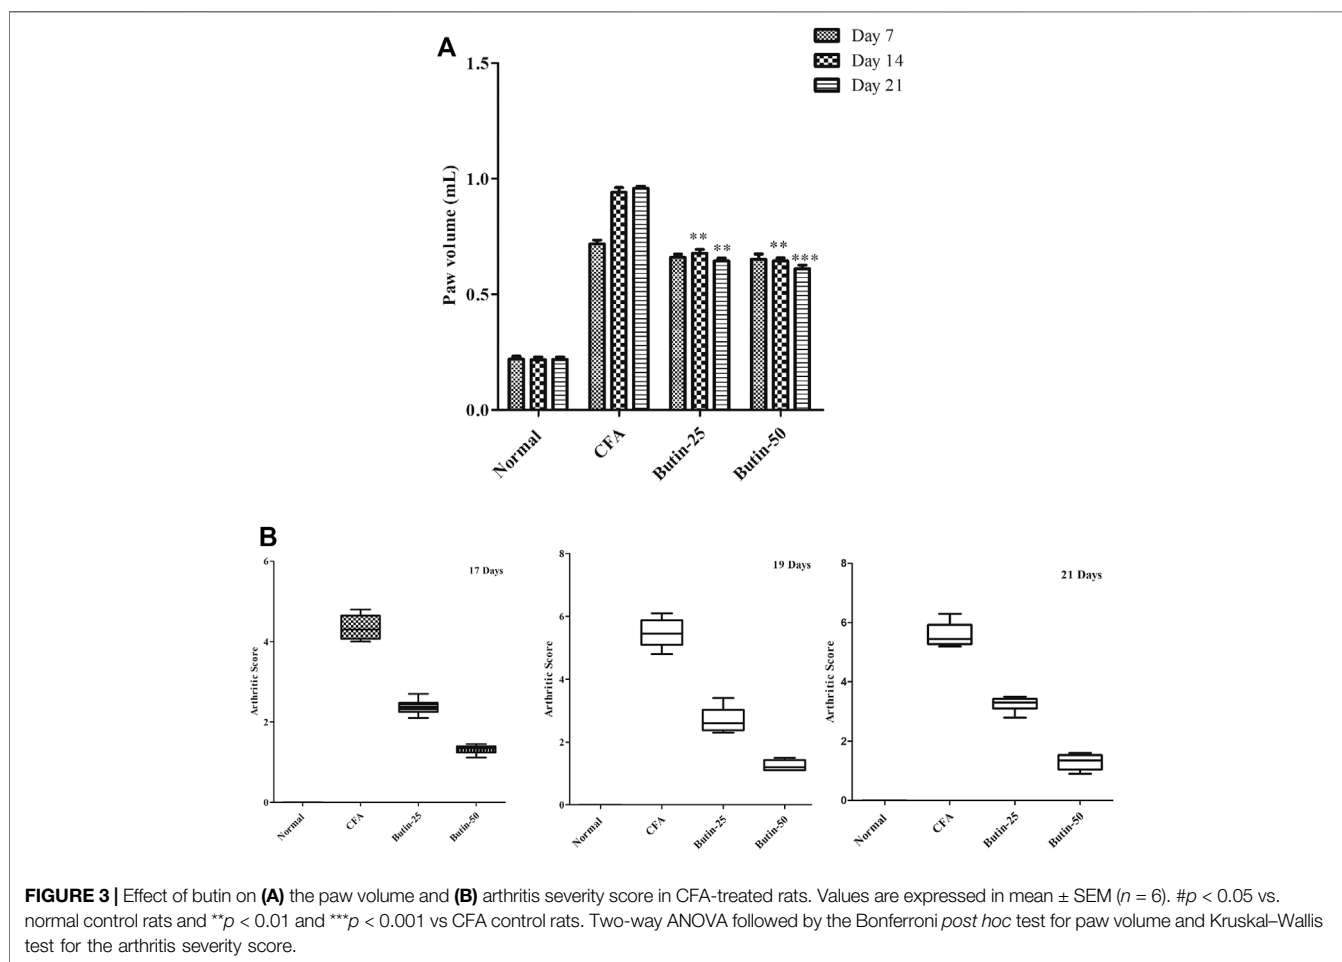 A
Day 7
Day 14
Day 21
1.5
1.0
0.5
0.0
Paw volume (mL)
** ** ** ***
Normal CFA Butin-25 Butin-50
B
17 Days
6
4
2
0
Arthritic Score
Normal CFA Butin-25 Butin-50
19 Days
8
6
4
2
0
Arthritic Score
Normal CFA Butin-25 Butin-50
21 Days
8
6
4
2
0
Arthritic Score
Normal CFA Butin-25 Butin-50
FIGURE 3 | Effect of butin on (A) the paw volume and (B) arthritis severity score in CFA-treated rats. Values are expressed in mean ± SEM (n = 6). #p < 0.05 vs.
normal control rats and **p < 0.01 and ***p < 0.001 vs CFA control rats. Two-way ANOVA followed by the Bonferroni post hoc test for paw volume and Kruskal–Wallis
test for the arthritis severity score.